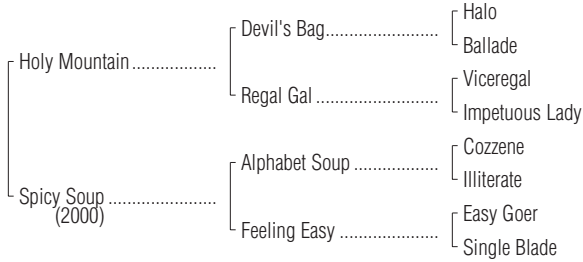 Halo
Devil's Bag........................
Ballade
Holy Mountain ..................
Viceregal
Regal Gal ..........................
Impetuous Lady
Cozzene
Alphabet Soup ..................
Illiterate
Spicy Soup .......................
(2000)
Easy Goer
Feeling Easy .....................
Single Blade